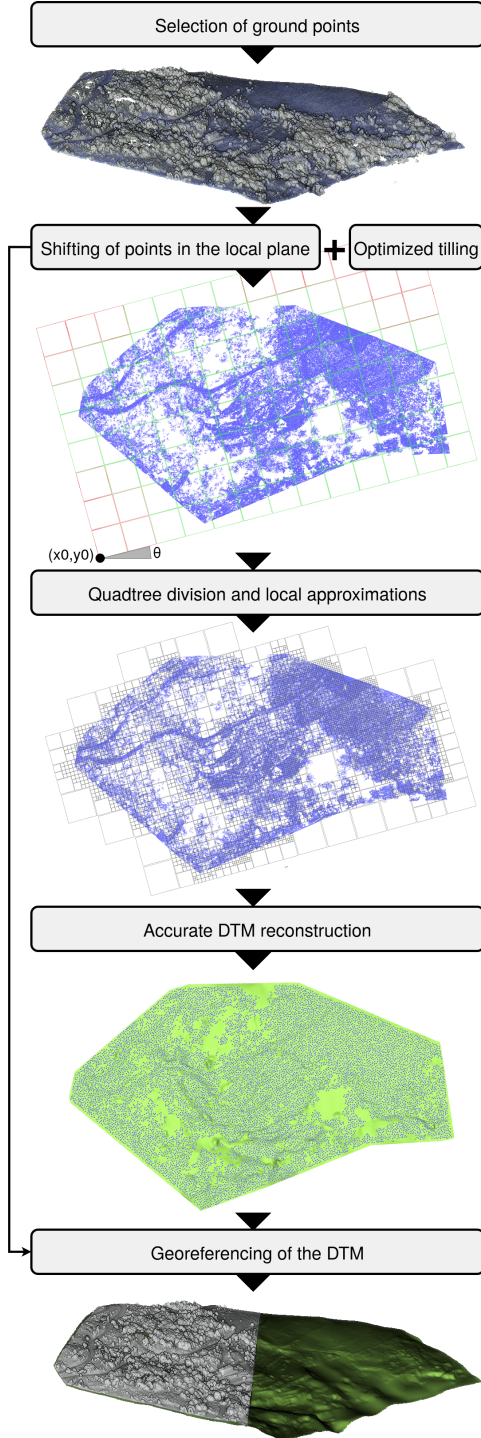 Selection of ground points
Shifting of points in the local plane + Optimized tilling
(x0,y0) θ
Quadtree division and local approximations
Accurate DTM reconstruction
Georeferencing of the DTM